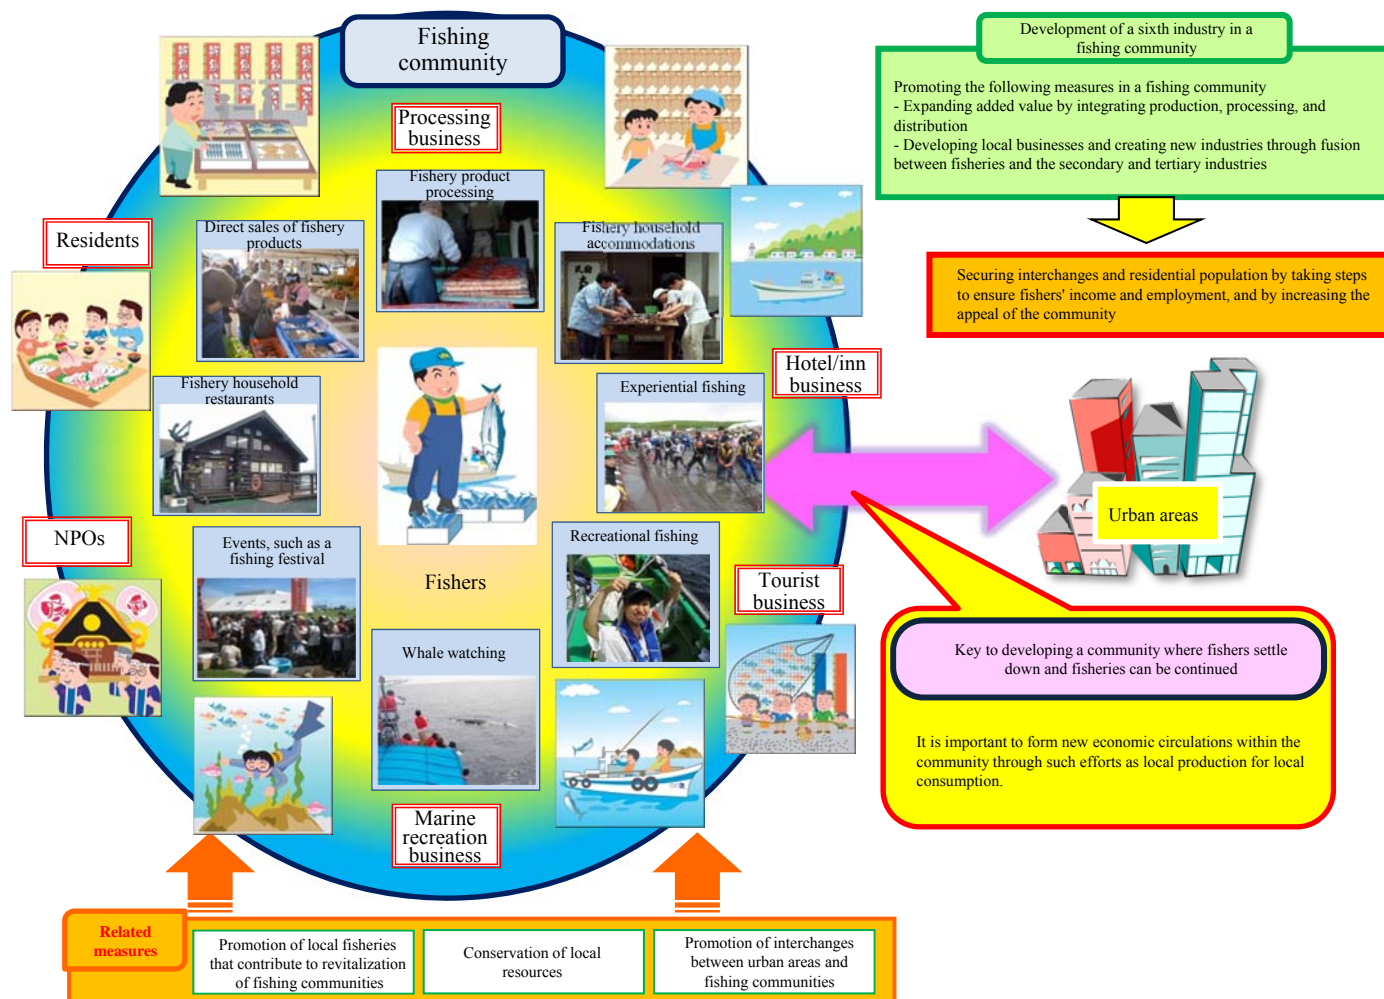 Fishing
community
Processing
business
Fishery product
processing
Direct sales of fishery
products
Fishery household
accommodations
Residents
Hotel/inn
business
Fishery household
restaurants
Experiential fishing
NPOs
Events, such as a
fishing festival
Fishers
Recreational fishing
Tourist
business
Whale watching
Marine
recreation
business
Development of a sixth industry in a
fishing community
Promoting the following measures in a fishing community
- Expanding added value by integrating production, processing, and
distribution
- Developing local businesses and creating new industries through fusion
between fisheries and the secondary and tertiary industries
Securing interchanges and residential population by taking steps
to ensure fishers' income and employment, and by increasing the
appeal of the community
Urban areas
Key to developing a community where fishers settle
down and fisheries can be continued
It is important to form new economic circulations within the
community through such efforts as local production for local
consumption.
Related
measures
Promotion of local fisheries
that contribute to revitalization
of fishing communities
Conservation of local
resources
Promotion of interchanges
between urban areas and
fishing communities